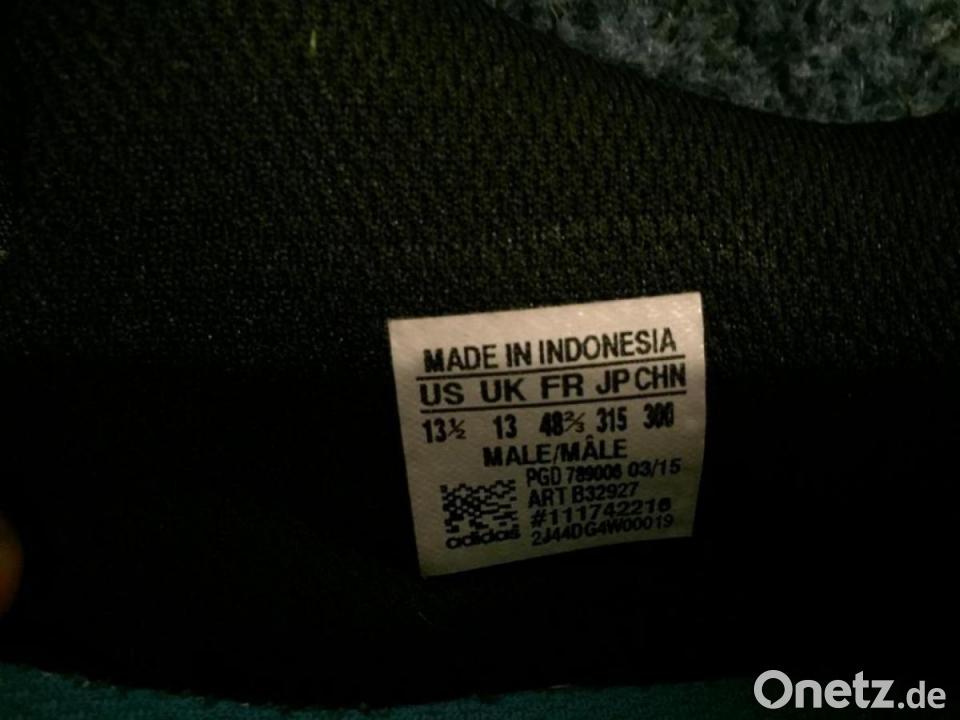 MADE IN INDONESIA
US UK FR JP CHN
13½ 13 48⅔ 315 300
MALE/MÂLE
PGD 789006 03/15
ART B32927
#111742216
2J44DG4W00019
adidas
Onetz.de